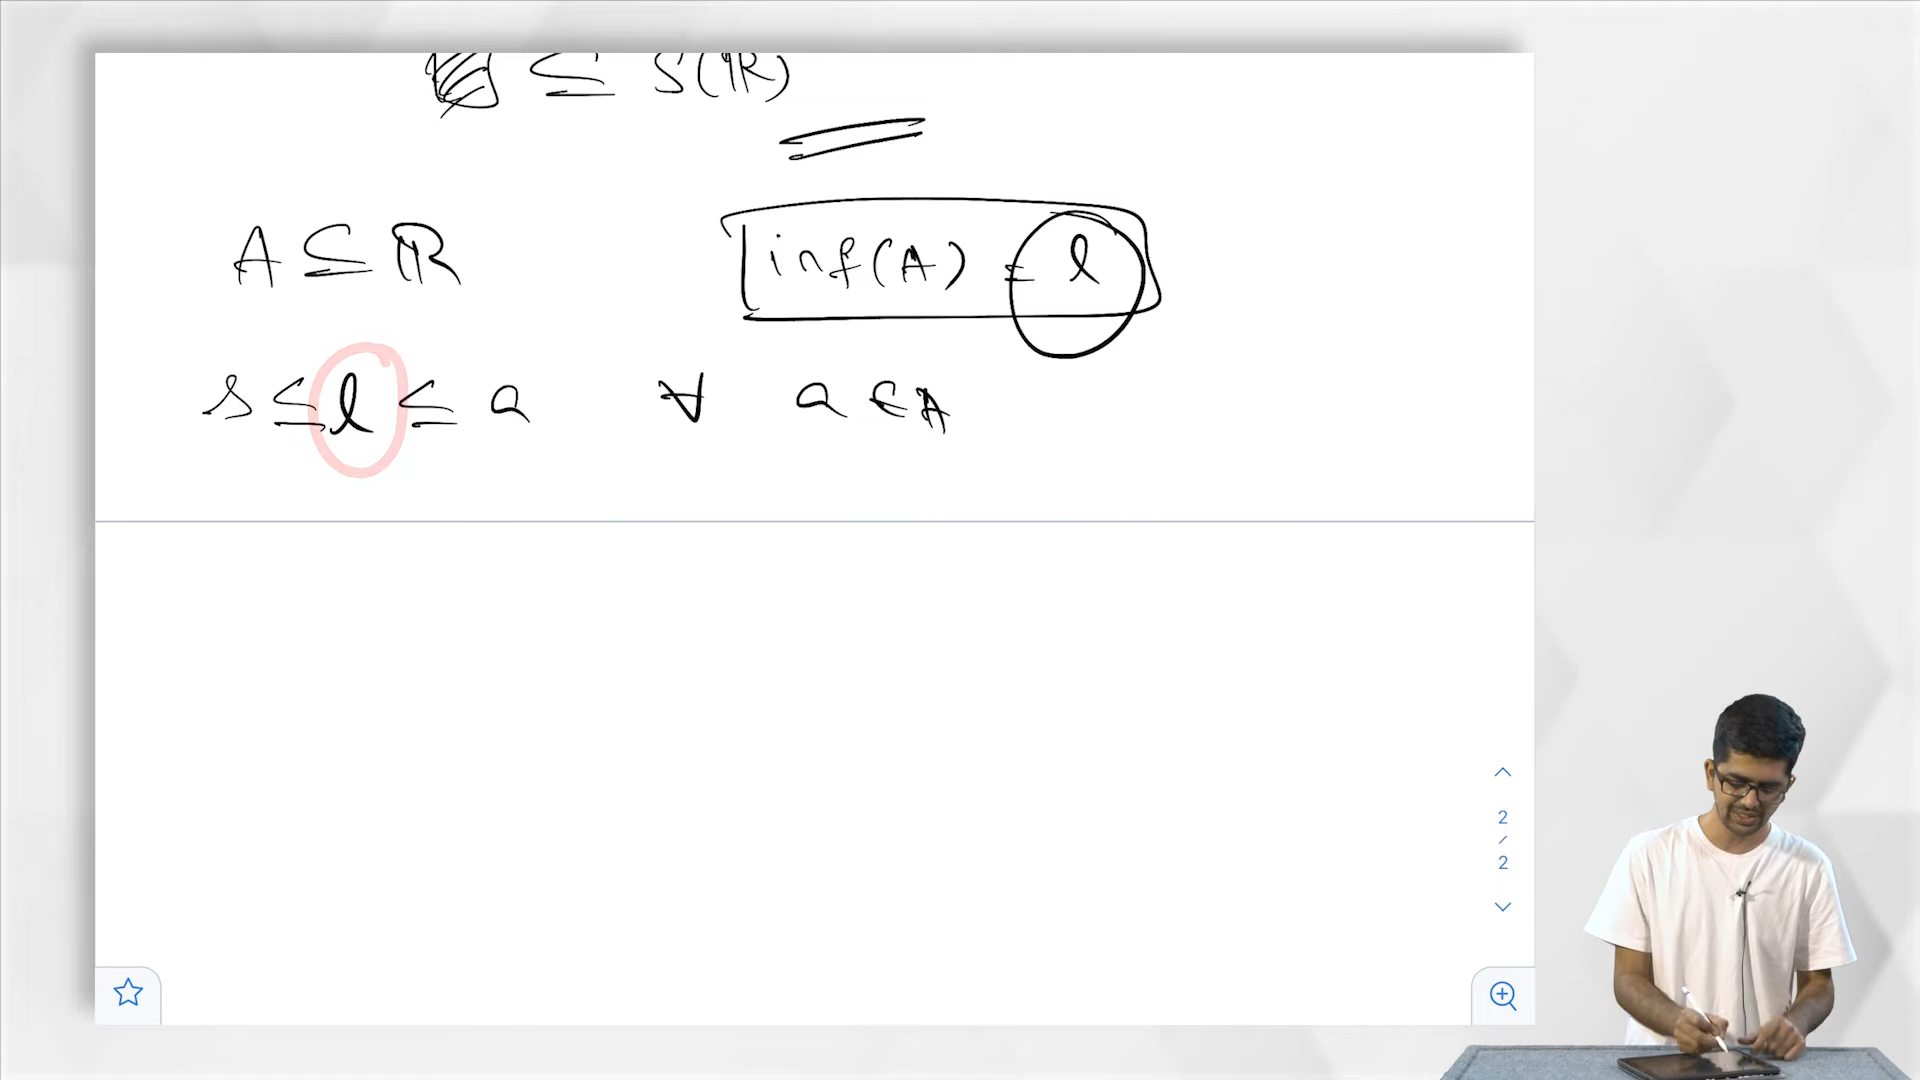 ⊆ S(ℝ)
A ⊆ ℝ inf(A) = l
s ≤ l ≤ a ∀ a ∈ A
2
/
2